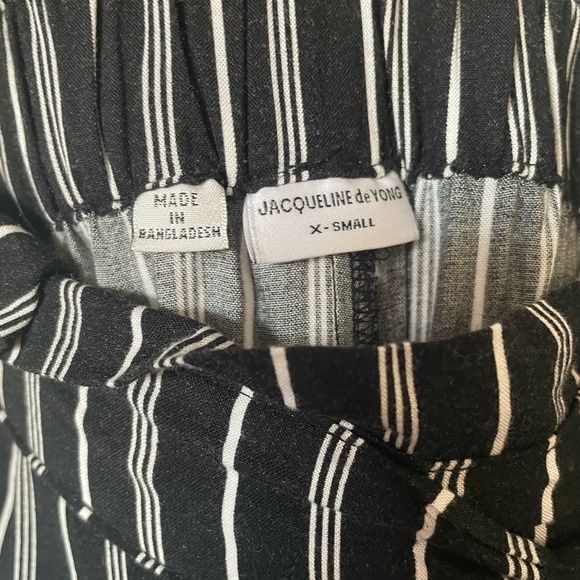 MADE
IN
BANGLADESH
JACQUELINE de YONG
X-SMALL